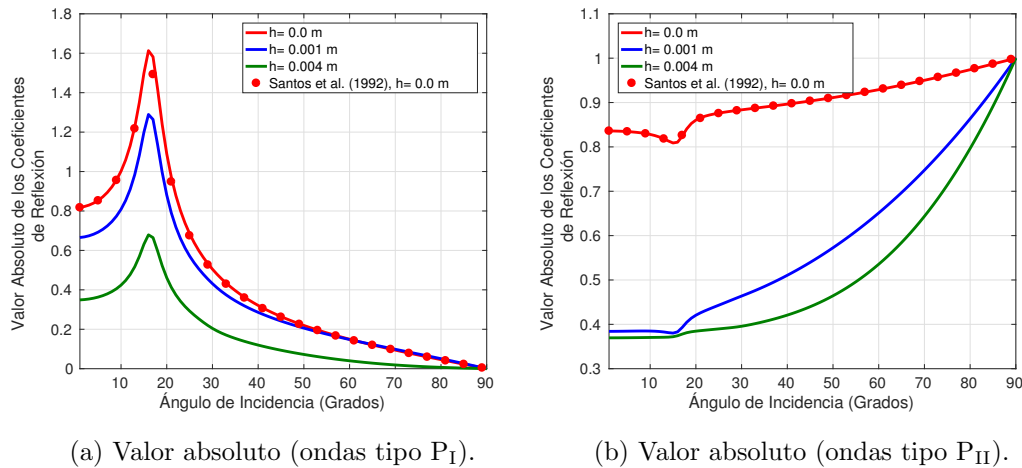 h= 0.0 m
h= 0.001 m
h= 0.004 m
Santos et al. (1992), h= 0.0 m
Valor Absoluto de los Coeficientes
de Reflexión
1.6
1.4
1.2
1
0.8
0.6
0.4
0.2
0
10 20 30 40 50 60 70 80 90
Ángulo de Incidencia (Grados)
(a) Valor absoluto (ondas tipo P_I).
h= 0.0 m
h= 0.001 m
h= 0.004 m
Santos et al. (1992), h= 0.0 m
Valor Absoluto de los Coeficientes
de Reflexión
1
0.9
0.8
0.7
0.6
0.5
0.4
0.3
10 20 30 40 50 60 70 80 90
Ángulo de Incidencia (Grados)
(b) Valor absoluto (ondas tipo P_II).